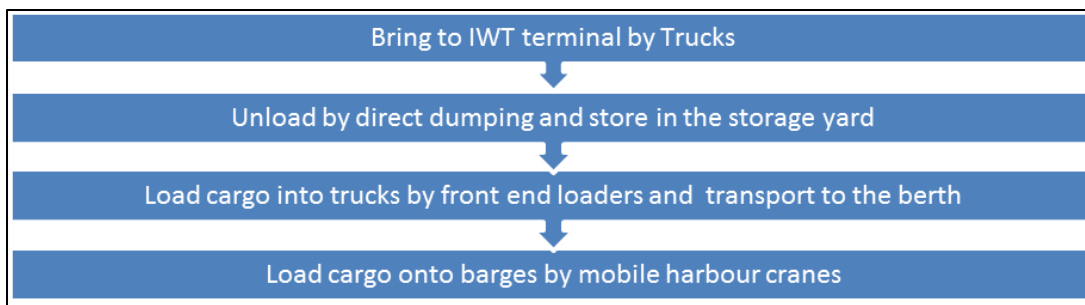 Bring to IWT terminal by Trucks
Unload by direct dumping and store in the storage yard
Load cargo into trucks by front end loaders and  transport to the berth
Load cargo onto barges by mobile harbour cranes